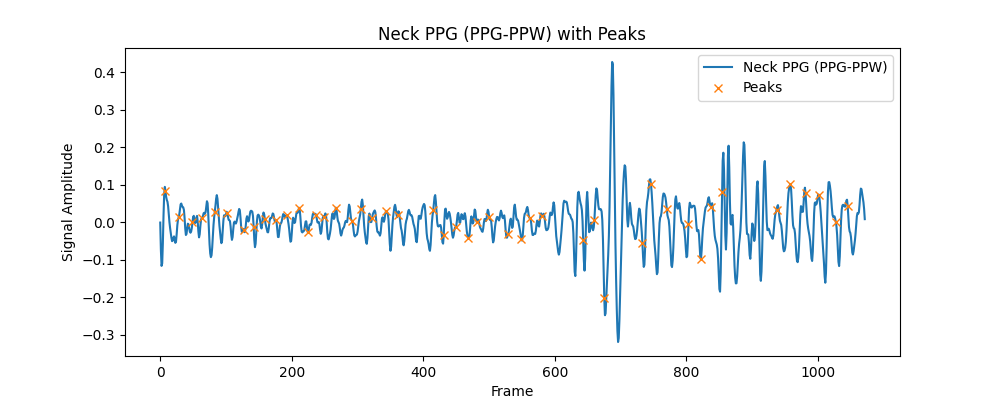 Neck PPG (PPG-PPW) with Peaks
Neck PPG (PPG-PPW)
Peaks
Signal Amplitude
0.4
0.3
0.2
0.1
0.0
−0.1
−0.2
−0.3
0 200 400 600 800 1000
Frame